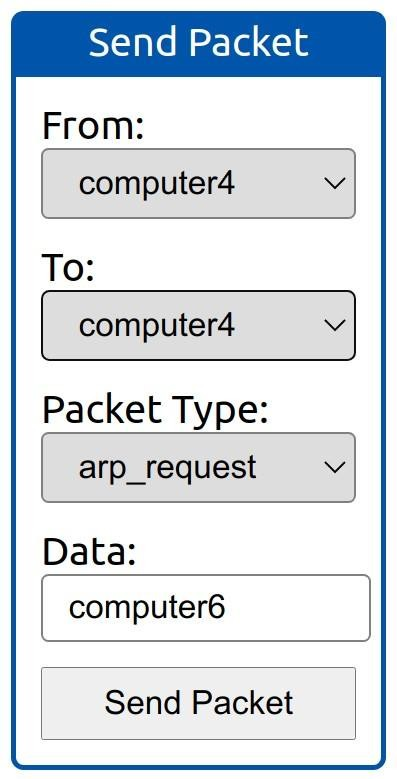 Send Packet
From:
computer4
To:
computer4
Packet Type:
arp_request
Data:
computer6
Send Packet